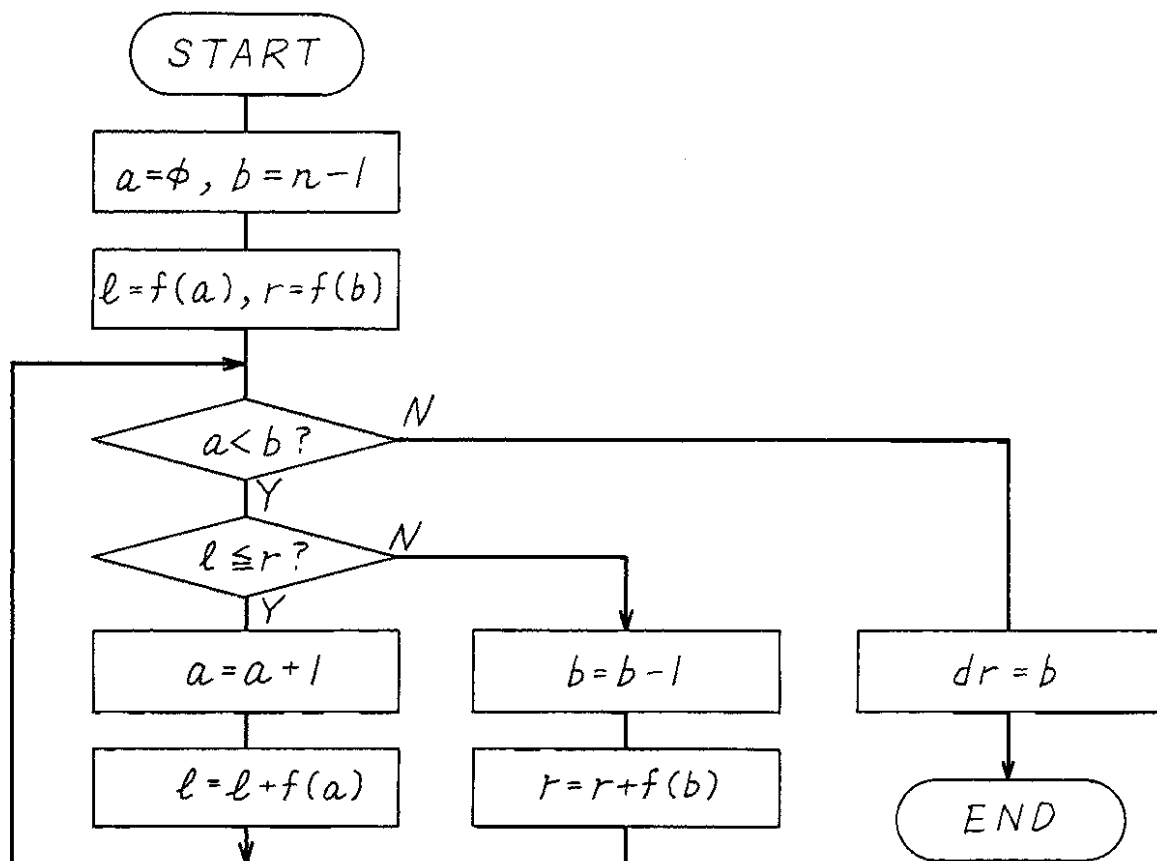 START
a=ϕ, b=n-1
ℓ=f(a), r=f(b)
a<b?
N
Y
ℓ≦r?
N
Y
a=a+1
b=b-1
dr=b
ℓ=ℓ+f(a)
r=r+f(b)
END